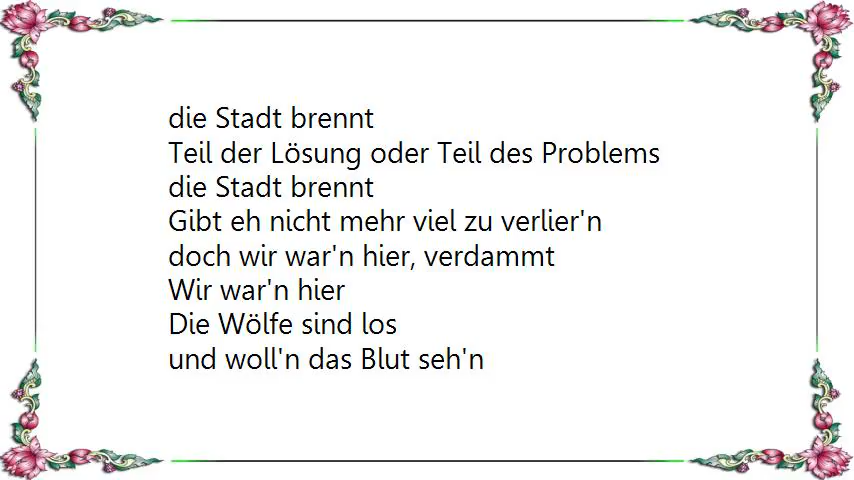 die Stadt brennt
Teil der Lösung oder Teil des Problems
die Stadt brennt
Gibt eh nicht mehr viel zu verlier'n
doch wir war'n hier, verdammt
Wir war'n hier
Die Wölfe sind los
und woll'n das Blut seh'n